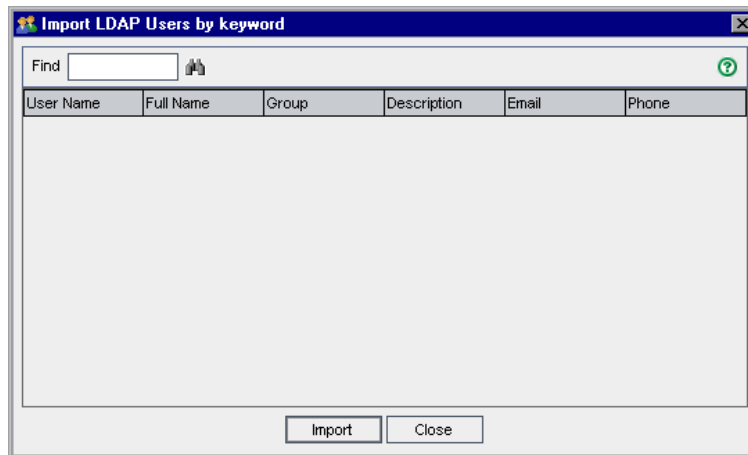 Import LDAP Users by keyword
Find
User Name Full Name Group Description Email Phone
Import Close